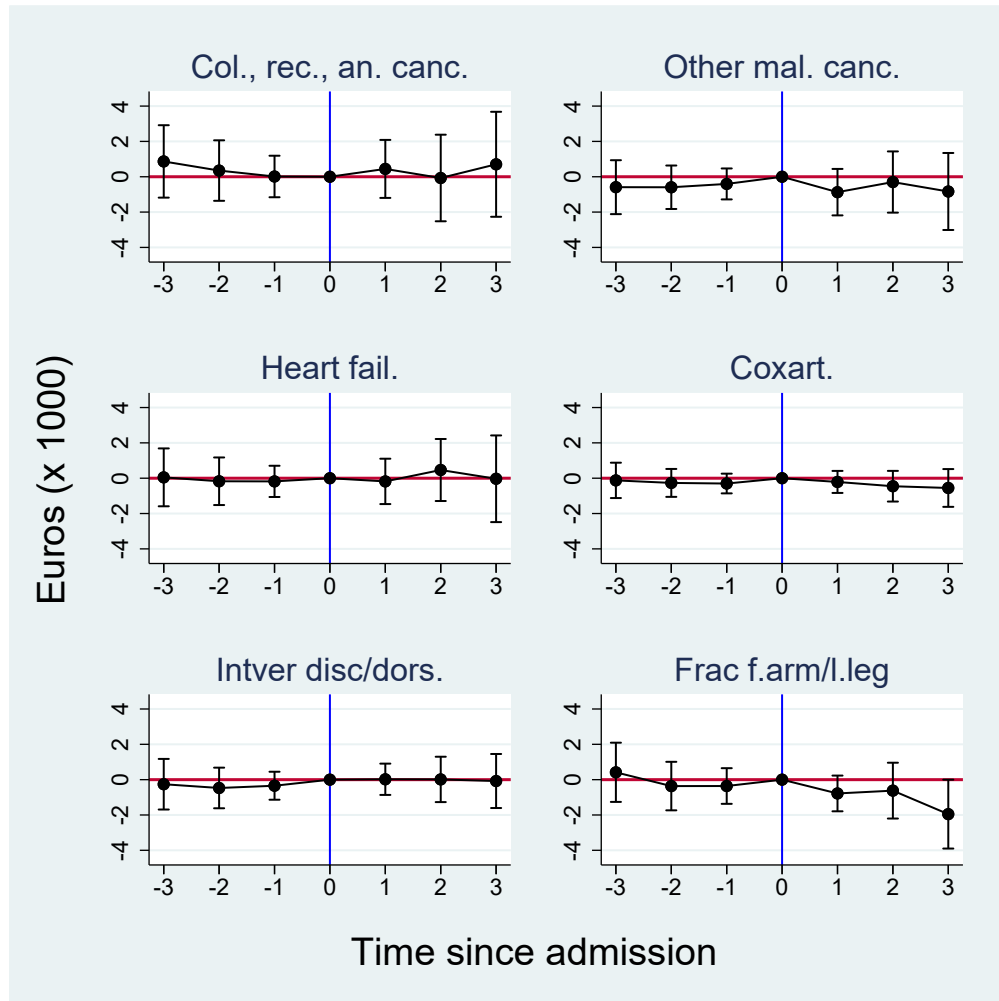 Col., rec., an. canc.
4
2
0
-2
-4
-3 -2 -1 0 1 2 3
Other mal. canc.
4
2
0
-2
-4
-3 -2 -1 0 1 2 3
Euros (x 1000)
Heart fail.
4
2
0
-2
-4
-3 -2 -1 0 1 2 3
Coxart.
4
2
0
-2
-4
-3 -2 -1 0 1 2 3
Intver disc/dors.
4
2
0
-2
-4
-3 -2 -1 0 1 2 3
Frac f.arm/l.leg
4
2
0
-2
-4
-3 -2 -1 0 1 2 3
Time since admission